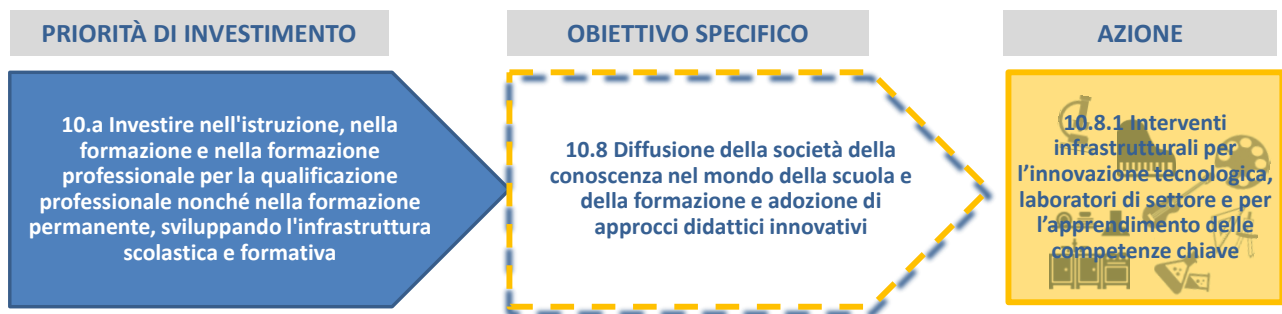 PRIORITÀ DI INVESTIMENTO
OBIETTIVO SPECIFICO
AZIONE
10.a Investire nell'istruzione, nella
formazione e nella formazione
professionale per la qualificazione
professionale nonché nella formazione
permanente, sviluppando l'infrastruttura
scolastica e formativa
10.8 Diffusione della società della
conoscenza nel mondo della scuola e
della formazione e adozione di
approcci didattici innovativi
10.8.1 Interventi
infrastrutturali per
l’innovazione tecnologica,
laboratori di settore e per
l’apprendimento delle
competenze chiave